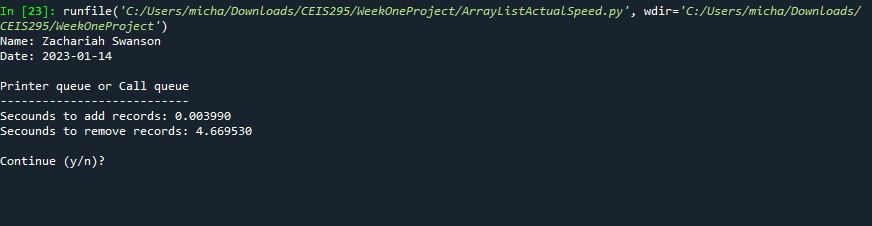 In [23]: runfile('C:/Users/micha/Downloads/CEIS295/WeekOneProject/ArrayListActualSpeed.py', wdir='C:/Users/micha/Downloads/
CEIS295/WeekOneProject')
Name: Zachariah Swanson
Date: 2023-01-14
Printer queue or Call queue
---------------------------
Secounds to add records: 0.003990
Secounds to remove records: 4.669530
Continue (y/n)?